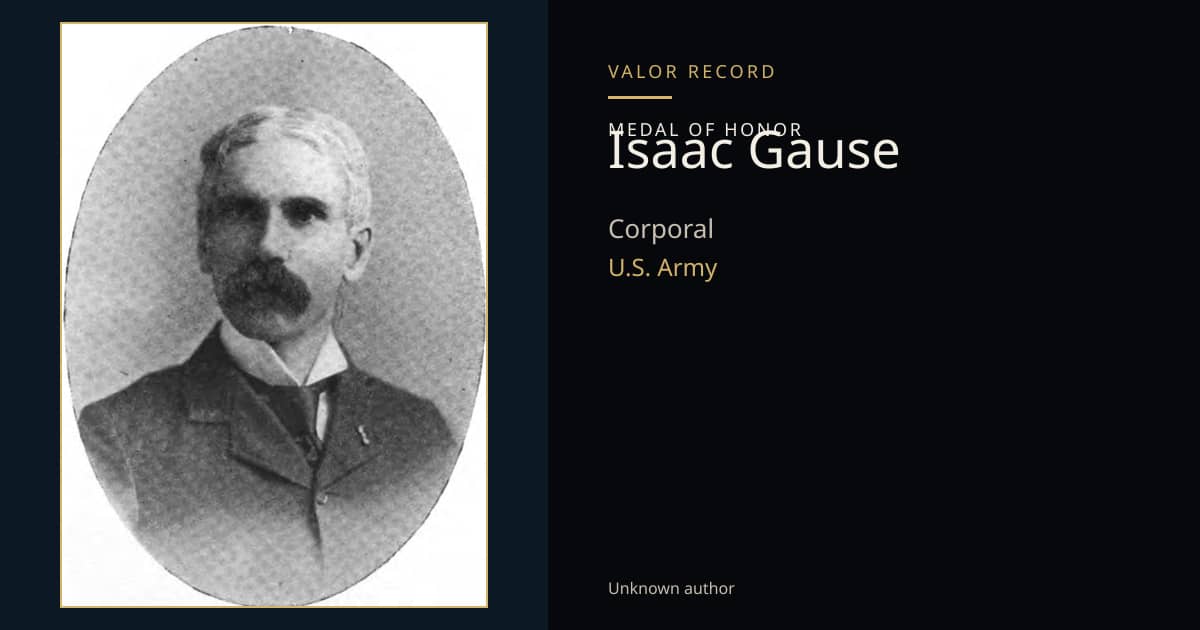 VALOR RECORD
MEDAL OF HONOR
Isaac Gause
Corporal
U.S. Army
Unknown author